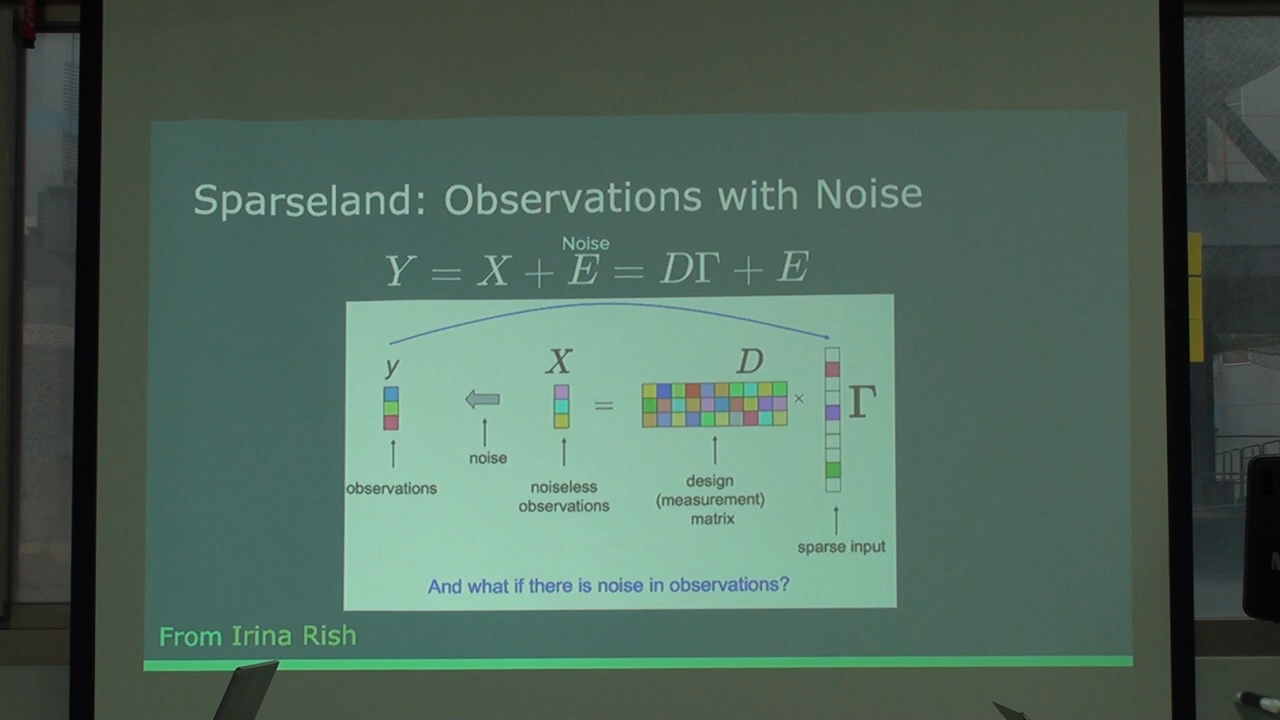 Sparseland: Observations with Noise
Noise
Y = X + E = DΓ + E
y
X
=
D
×
Γ
observations
noise
noiseless
observations
design
(measurement)
matrix
sparse input
And what if there is noise in observations?
From Irina Rish